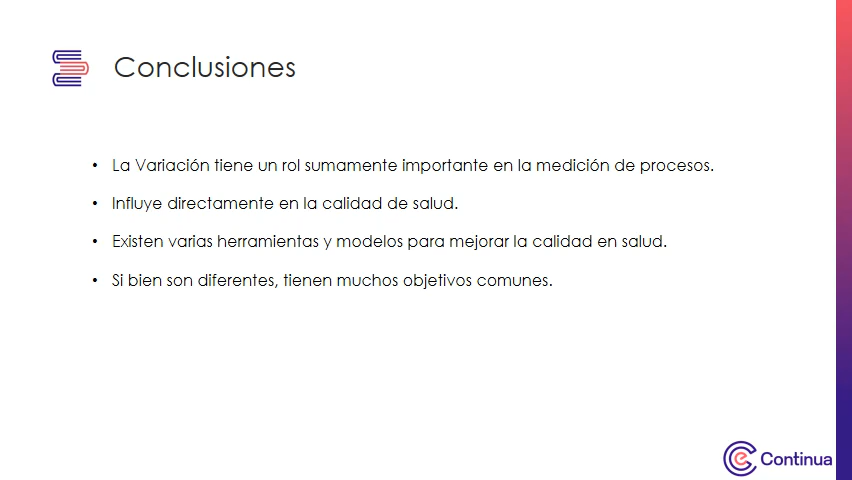 Conclusiones
• La Variación tiene un rol sumamente importante en la medición de procesos.
• Influye directamente en la calidad de salud.
• Existen varias herramientas y modelos para mejorar la calidad en salud.
• Si bien son diferentes, tienen muchos objetivos comunes.
Continua